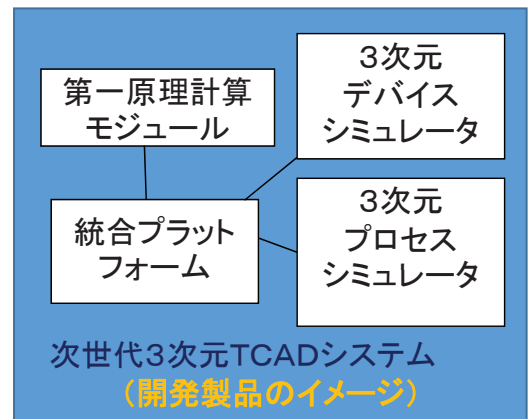 第一原理計算
モジュール
3次元
デバイス
シミュレータ
統合プラット
フォーム
3次元
プロセス
シミュレータ
次世代3次元TCADシステム
(開発製品のイメージ)